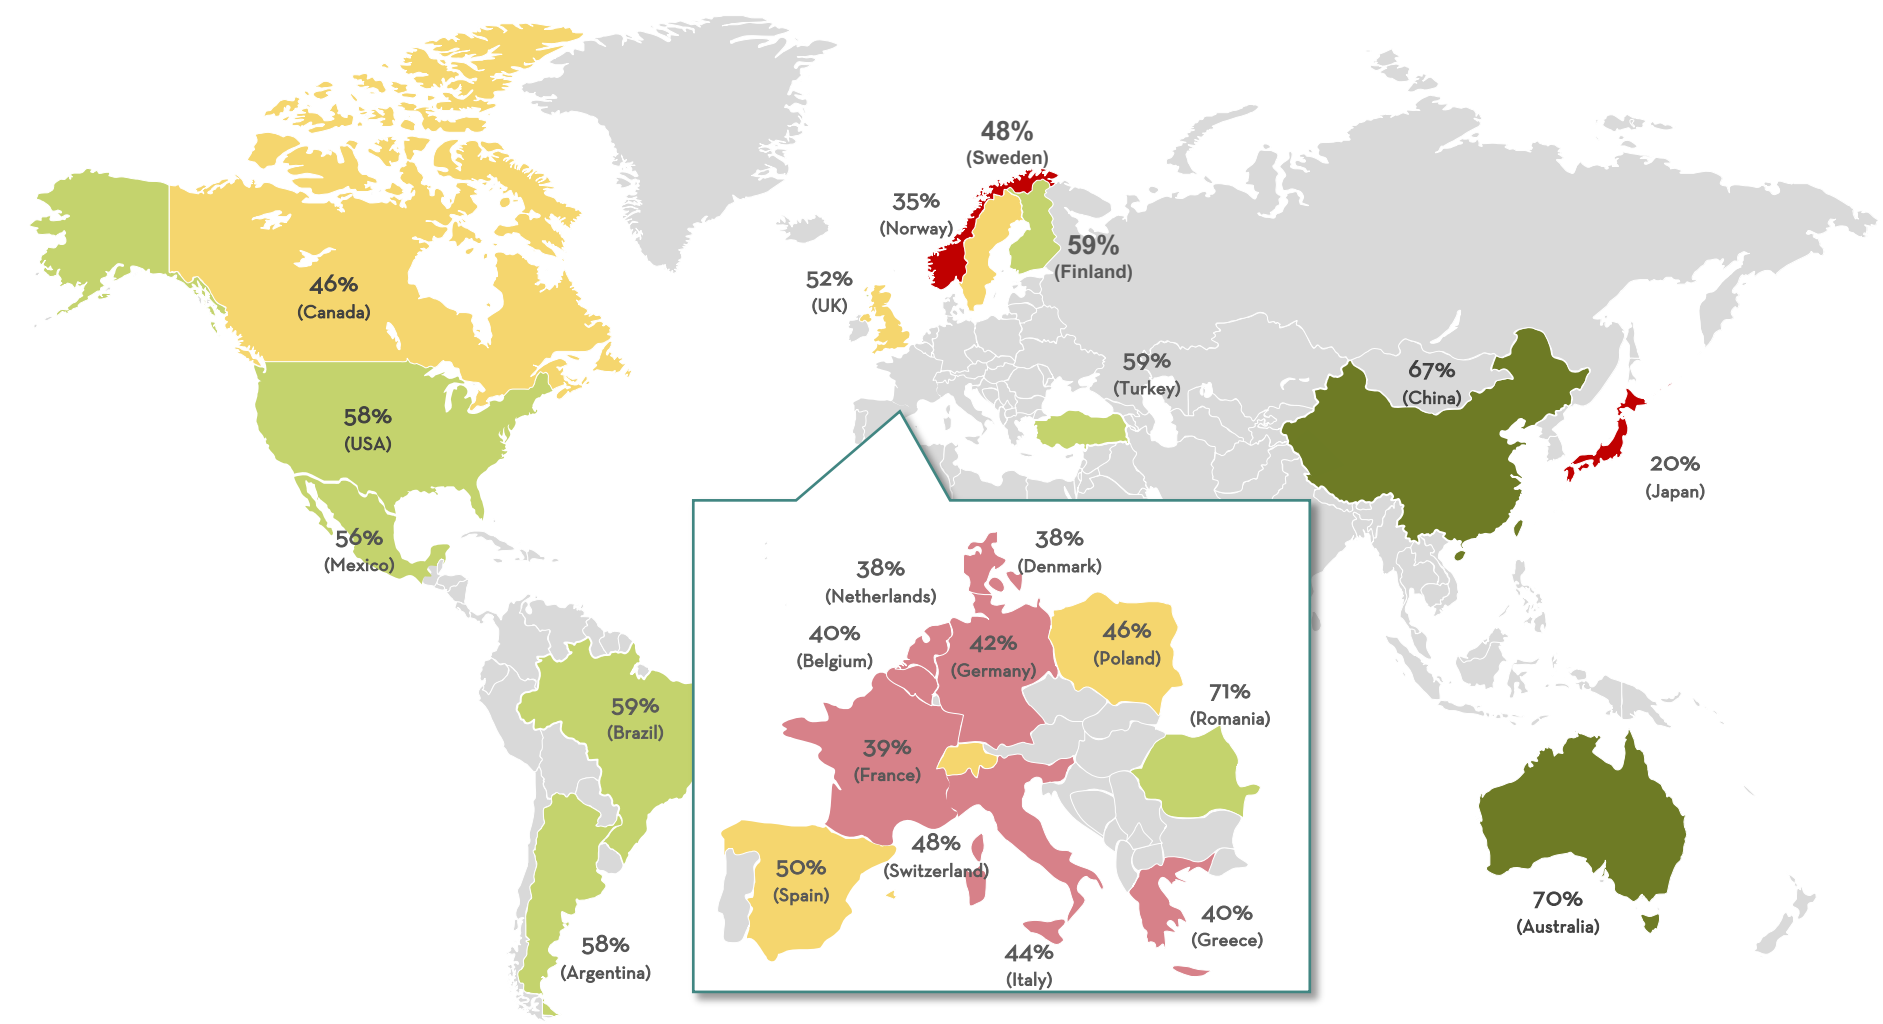 48%
(Sweden)
35%
(Norway)
59%
(Finland)
52%
(UK)
46%
(Canada)
59%
(Turkey)
67%
(China)
58%
(USA)
20%
(Japan)
56%
(Mexico)
38%
(Denmark)
38%
(Netherlands)
40%
(Belgium)
42%
(Germany)
46%
(Poland)
71%
(Romania)
59%
(Brazil)
39%
(France)
48%
(Switzerland)
50%
(Spain)
40%
(Greece)
44%
(Italy)
70%
(Australia)
58%
(Argentina)